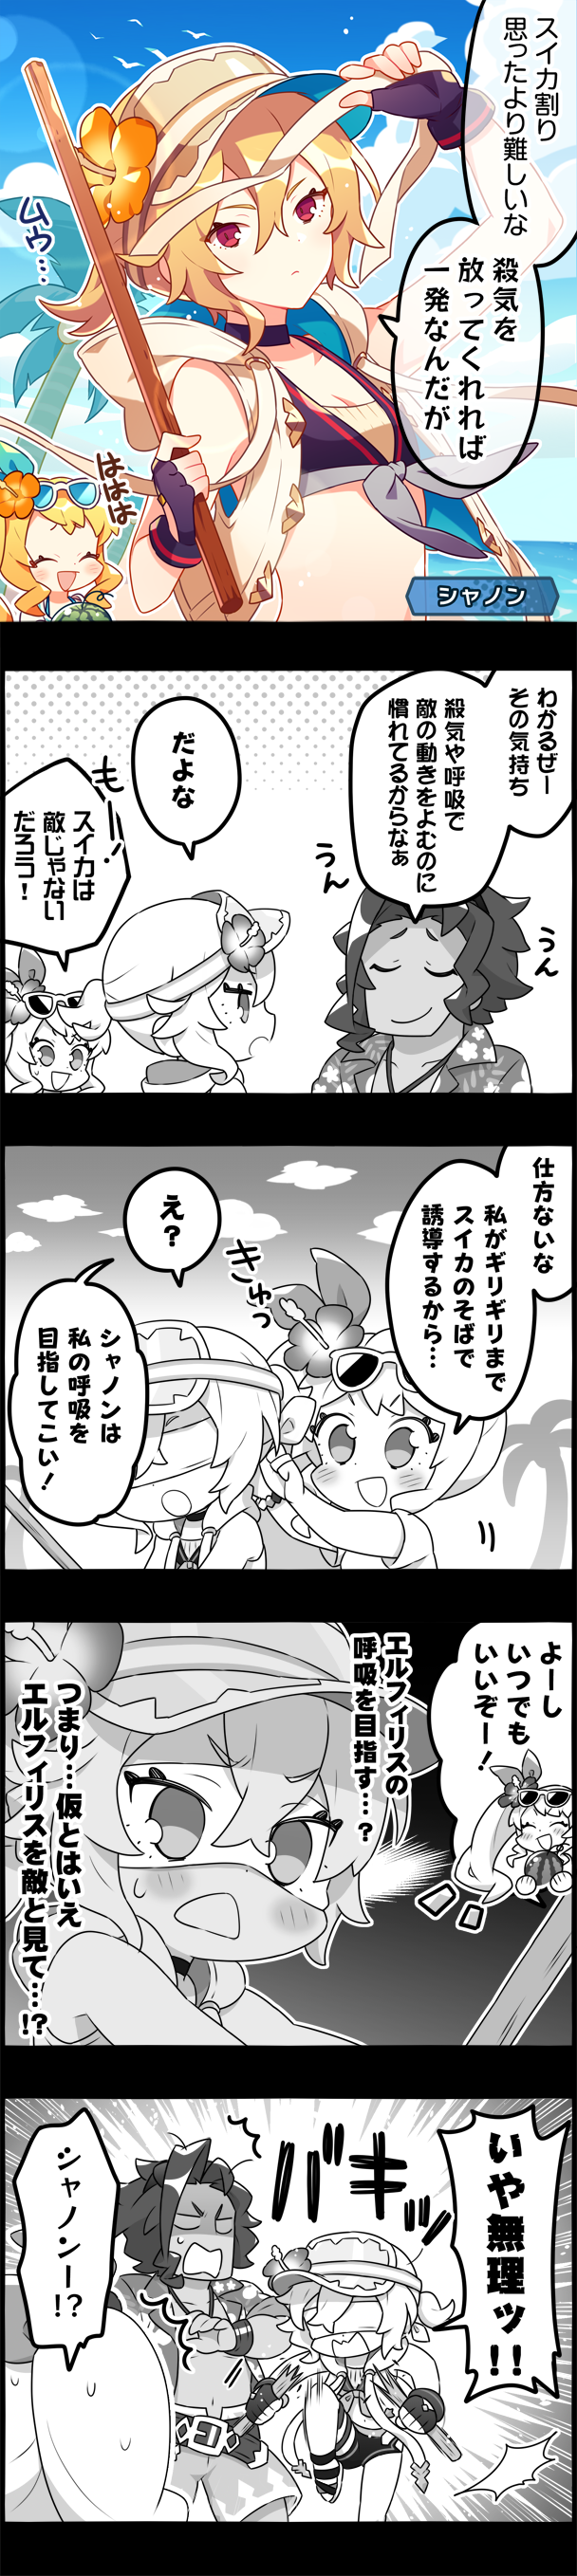 スイカ割り
思ったより難しいな
殺気を
放ってくれれば
一発なんだが
ムゥ…
ははは
シャノン
わかるぜー
その気持ち
殺気や呼吸で
敵の動きをよむのに
慣れてるからなぁ
うん
うん
だよな
も!
スイカは
敵じゃない
だろう!
仕方ないな
私がギリギリまで
スイカのそばで
誘導するから…
きゅっ
え?
シャノンは
私の呼吸を
目指してこい!
よーし
いつでも
いいぞー!
エルフィリスの
呼吸を目指す…?
つまり…仮とはいえ
エルフィリスを敵と見て…!?
いや無理ッ!!
バキッ
シャノンー!?